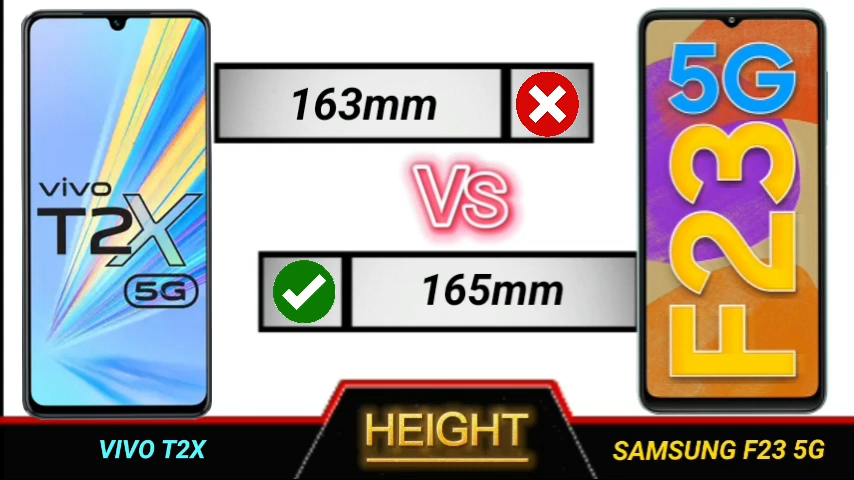 vivo
T2X
5G
163mm
VS
165mm
5G
F23
HEIGHT
VIVO T2X
SAMSUNG F23 5G